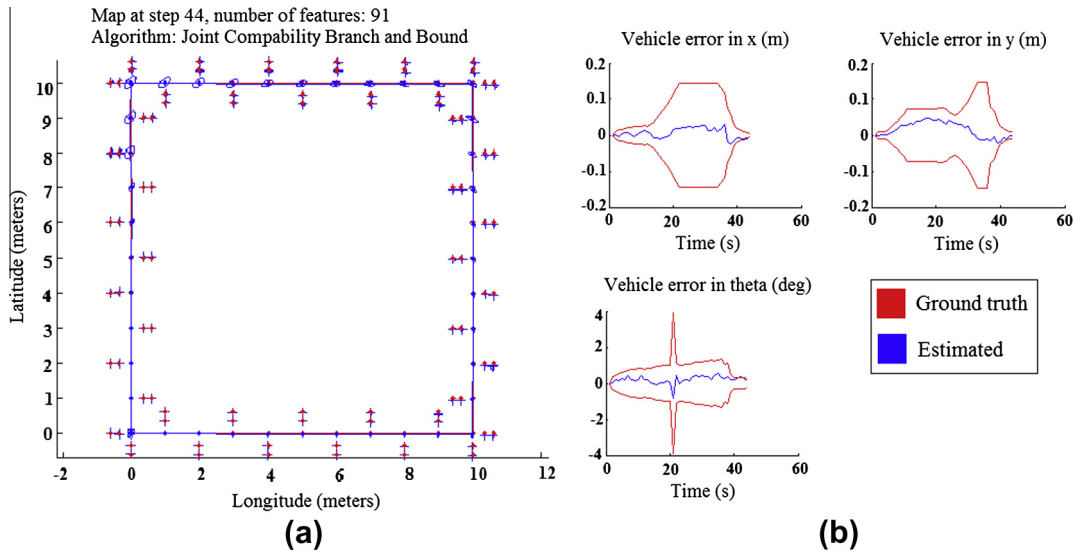 Map at step 44, number of features: 91
Algorithm: Joint Compability Branch and Bound
10
9
8
7
6
5
4
3
2
1
0
-2 0 2 4 6 8 10 12
Latitude (meters)
Longitude (meters)
(a)
Vehicle error in x (m)
0.2
0.1
0
-0.1
-0.2
0 20 40 60
Time (s)
Vehicle error in y (m)
0.2
0.1
0
-0.1
-0.2
0 20 40 60
Time (s)
Vehicle error in theta (deg)
4
2
0
-2
-4
0 20 40 60
Time (s)
Ground truth
Estimated
(b)